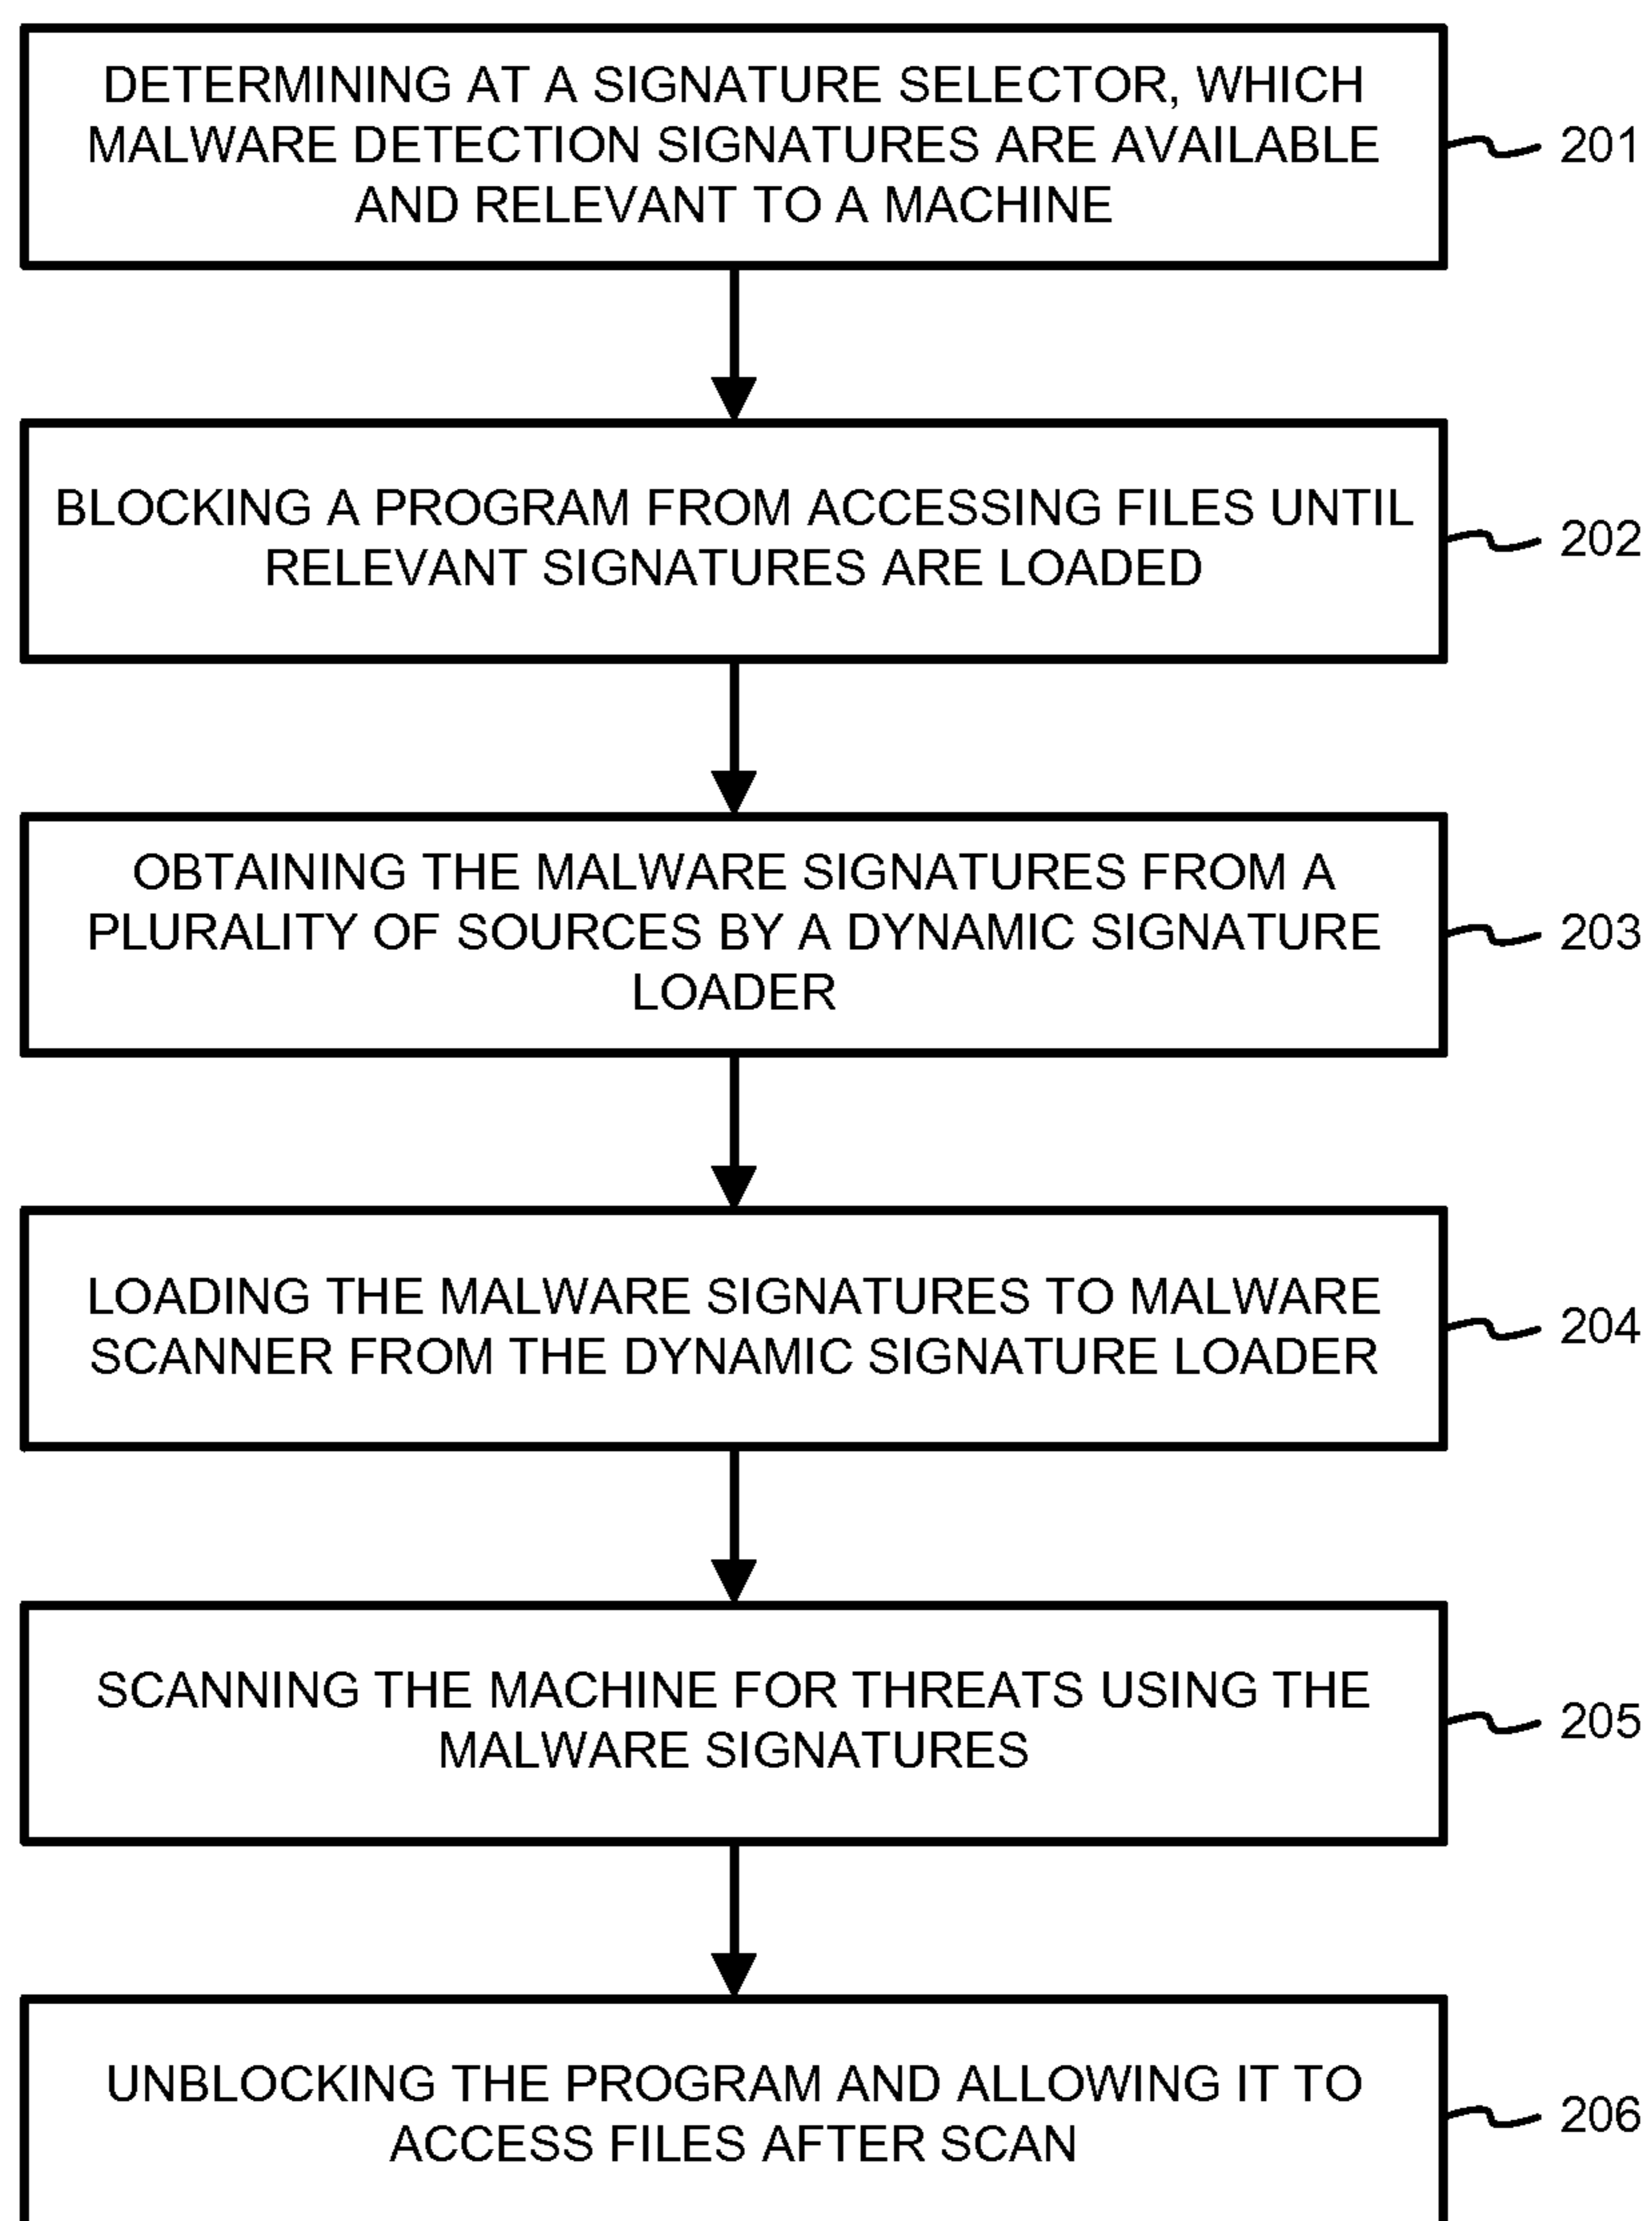 DETERMINING AT A SIGNATURE SELECTOR, WHICH
MALWARE DETECTION SIGNATURES ARE AVAILABLE
AND RELEVANT TO A MACHINE
201
BLOCKING A PROGRAM FROM ACCESSING FILES UNTIL
RELEVANT SIGNATURES ARE LOADED
202
OBTAINING THE MALWARE SIGNATURES FROM A
PLURALITY OF SOURCES BY A DYNAMIC SIGNATURE
LOADER
203
LOADING THE MALWARE SIGNATURES TO MALWARE
SCANNER FROM THE DYNAMIC SIGNATURE LOADER
204
SCANNING THE MACHINE FOR THREATS USING THE
MALWARE SIGNATURES
205
UNBLOCKING THE PROGRAM AND ALLOWING IT TO
ACCESS FILES AFTER SCAN
206